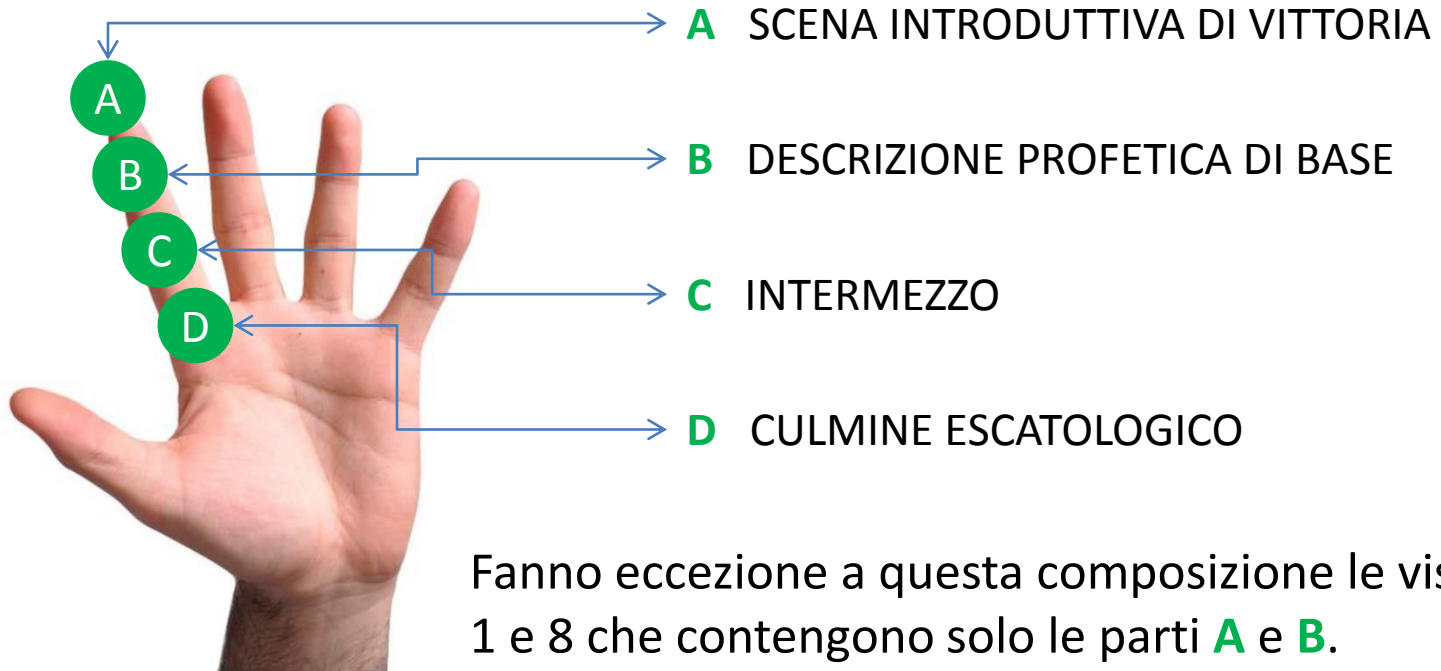 A SCENA INTRODUTTIVA DI VITTORIA
A
B DESCRIZIONE PROFETICA DI BASE
B
C INTERMEZZO
C
D CULMINE ESCATOLOGICO
D
Fanno eccezione a questa composizione le
1 e 8 che contengono solo le parti A e B.